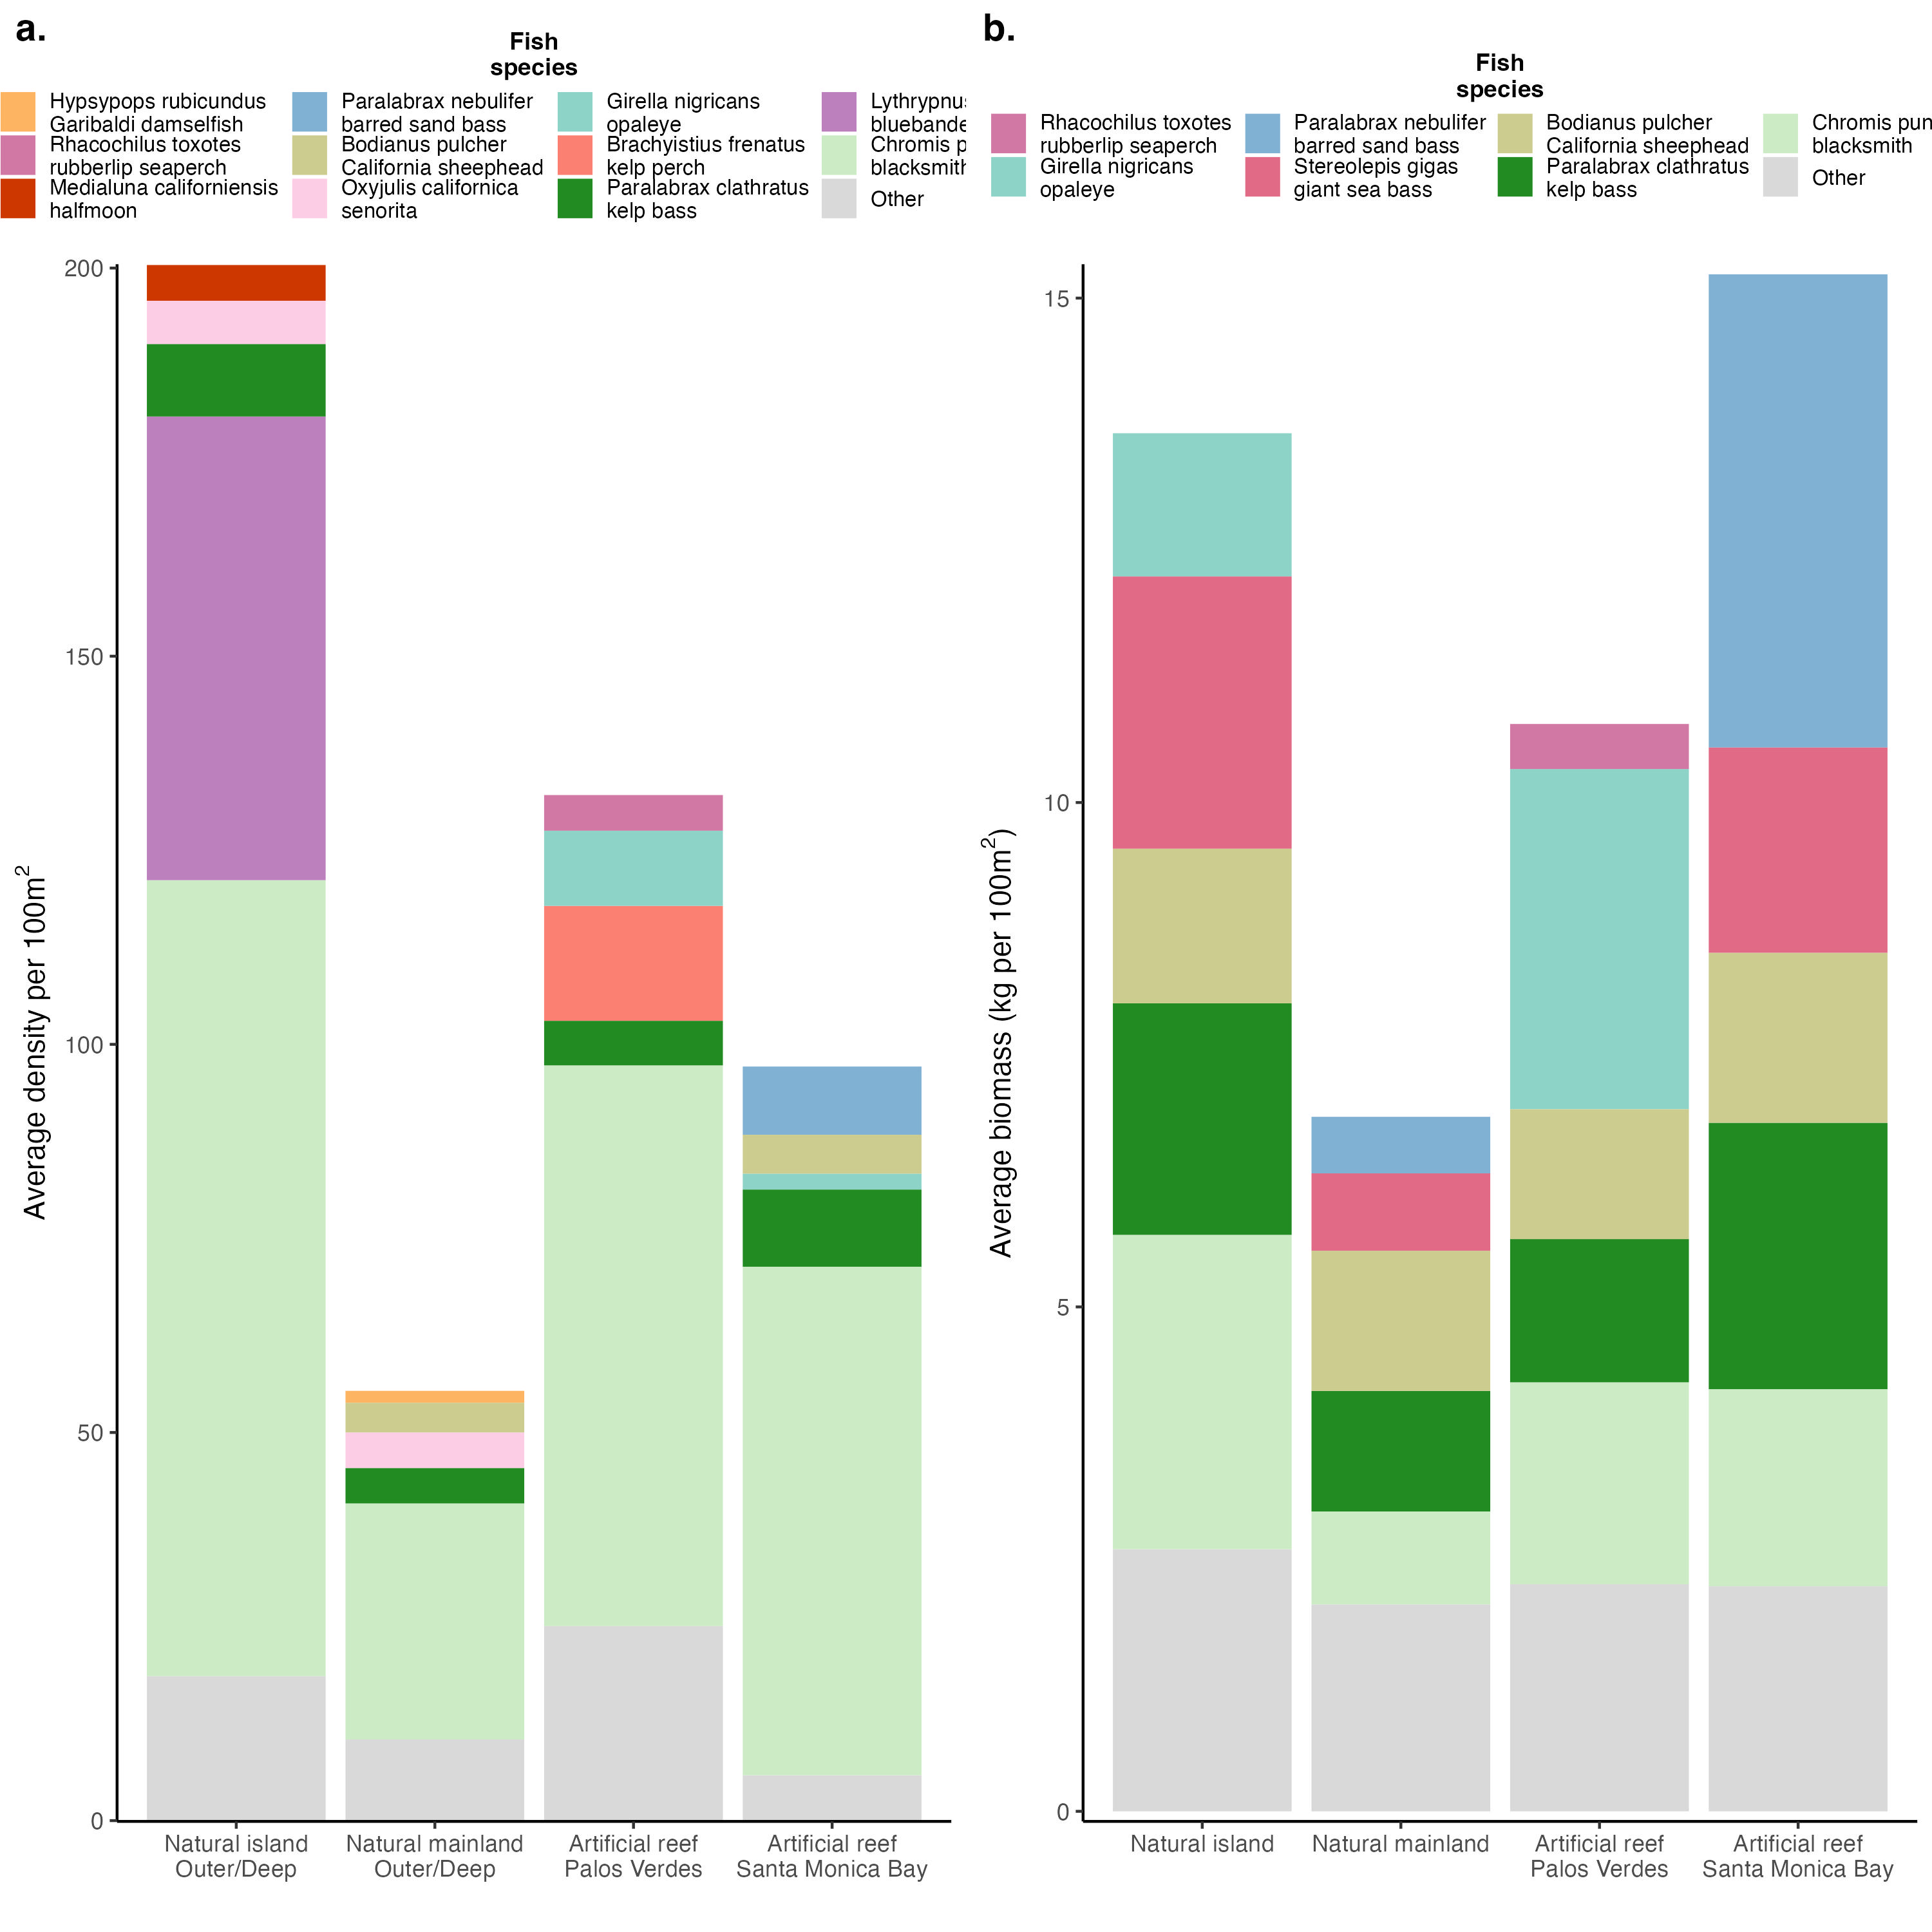 a.
Fish
species
Hypsypops rubicundus
Garibaldi damselfish
Paralabrax nebulifer
barred sand bass
Girella nigricans
opaleye
bluebande
Rhacochilus toxotes
rubberlip seaperch
Bodianus pulcher
California sheephead
Brachyistius frenatus
kelp perch
Chromis p
blacksmith
Medialuna californiensis
halfmoon
Oxyjulis californica
senorita
Paralabrax clathratus
kelp bass
Other
Average density per 100m²
200
150
100
50
0
Natural island
Outer/Deep
Natural mainland
Outer/Deep
Artificial reef
Palos Verdes
Artificial reef
Santa Monica Bay
b.
Fish
species
Rhacochilus toxotes
rubberlip seaperch
Paralabrax nebulifer
barred sand bass
Bodianus pulcher
California sheephead
Chromis pun
blacksmith
Girella nigricans
opaleye
Stereolepis gigas
giant sea bass
Paralabrax clathratus
kelp bass
Other
Average biomass (kg per 100m²)
15
10
5
0
Natural island
Natural mainland
Artificial reef
Palos Verdes
Artificial reef
Santa Monica Bay